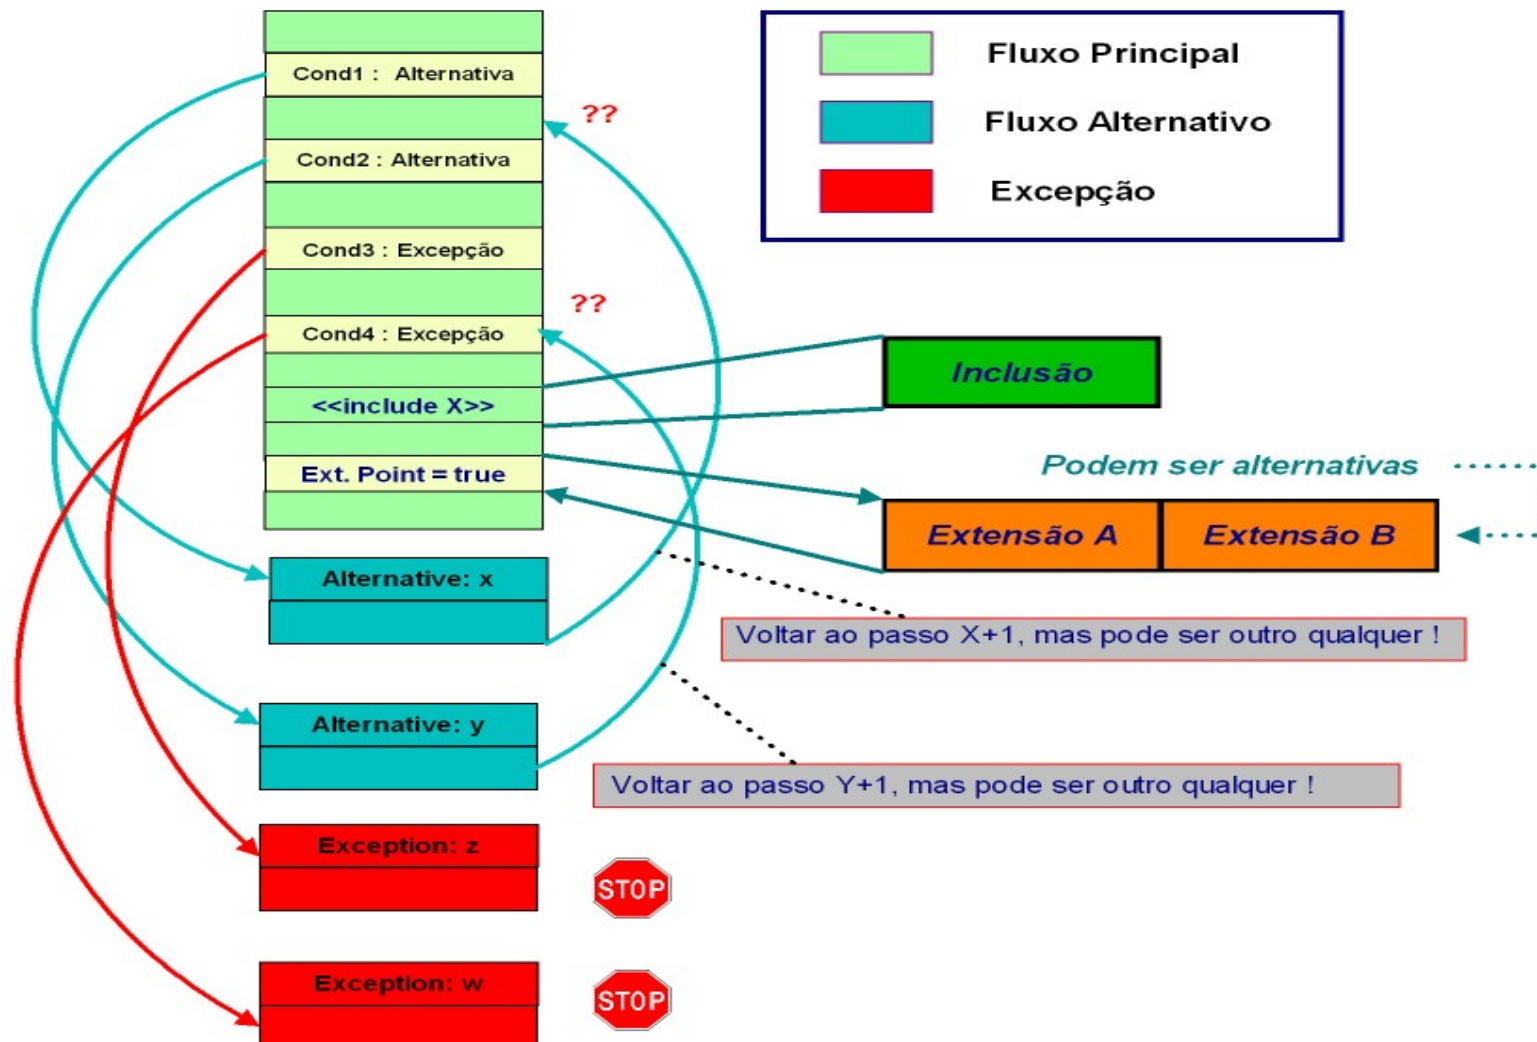 Cond1 : Alternativa
??
Cond2 : Alternativa
Cond3 : Excepção
??
Cond4 : Excepção
<<include X>>
Ext. Point = true
Fluxo Principal
Fluxo Alternativo
Excepção
Inclusão
Podem ser alternativas
Extensão A
Extensão B
Alternative: x
Voltar ao passo X+1, mas pode ser outro qualquer !
Alternative: y
Voltar ao passo Y+1, mas pode ser outro qualquer !
Exception: z
STOP
Exception: w
STOP